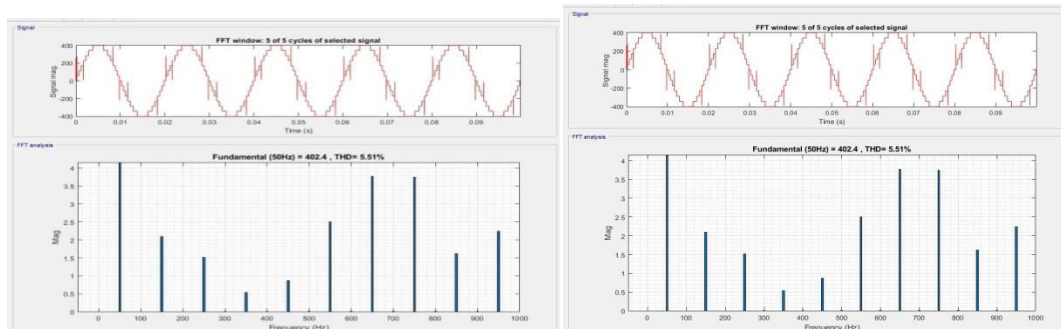 Signal
FFT window: 5 of 5 cycles of selected signal
Signal mag.
400
200
0
-200
-400
0 0.01 0.02 0.03 0.04 0.05 0.06 0.07 0.08 0.09
Time (s)
FFT analysis
Fundamental (50Hz) = 402.4 , THD= 5.51%
Mag
4
3.5
3
2.5
2
1.5
1
0.5
0
0 100 200 300 400 500 600 700 800 900 1000
Frequency (Hz)
Signal
FFT window: 5 of 5 cycles of selected signal
Signal mag.
400
200
0
-200
-400
0 0.01 0.02 0.03 0.04 0.05 0.06 0.07 0.08 0.09
Time (s)
FFT analysis
Fundamental (50Hz) = 402.4 , THD= 5.51%
Mag
4
3.5
3
2.5
2
1.5
1
0.5
0
0 100 200 300 400 500 600 700 800 900 1000
Frequency (Hz)